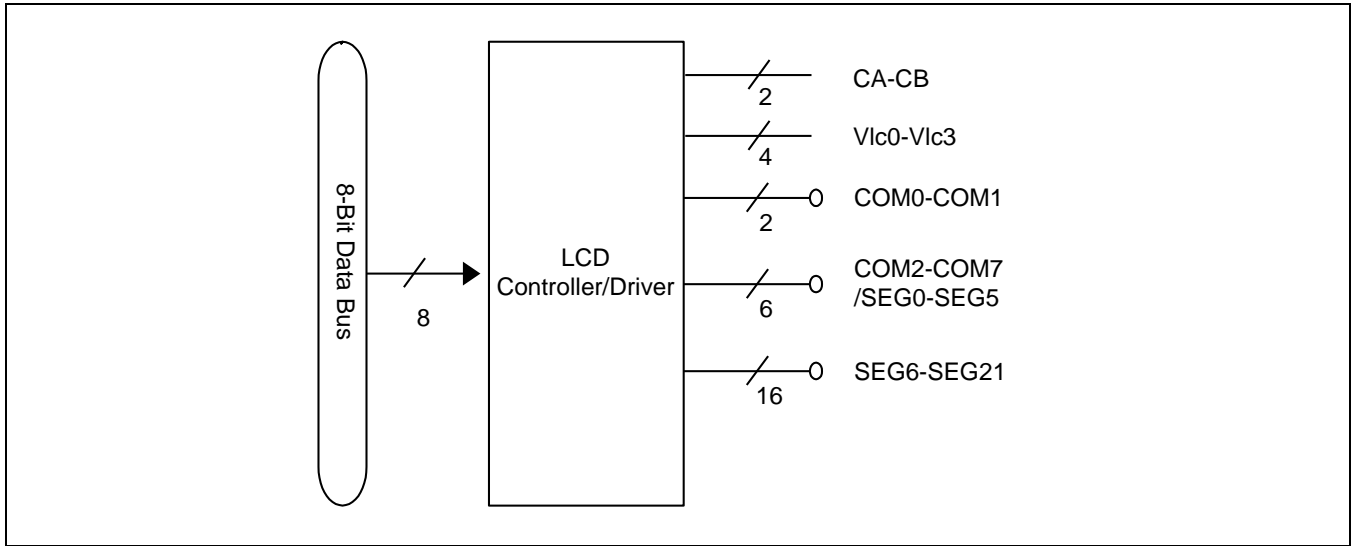 8-Bit Data Bus
8
LCD
Controller/Driver
2
CA-CB
4
Vlc0-Vlc3
2
COM0-COM1
6
COM2-COM7
/SEG0-SEG5
16
SEG6-SEG21